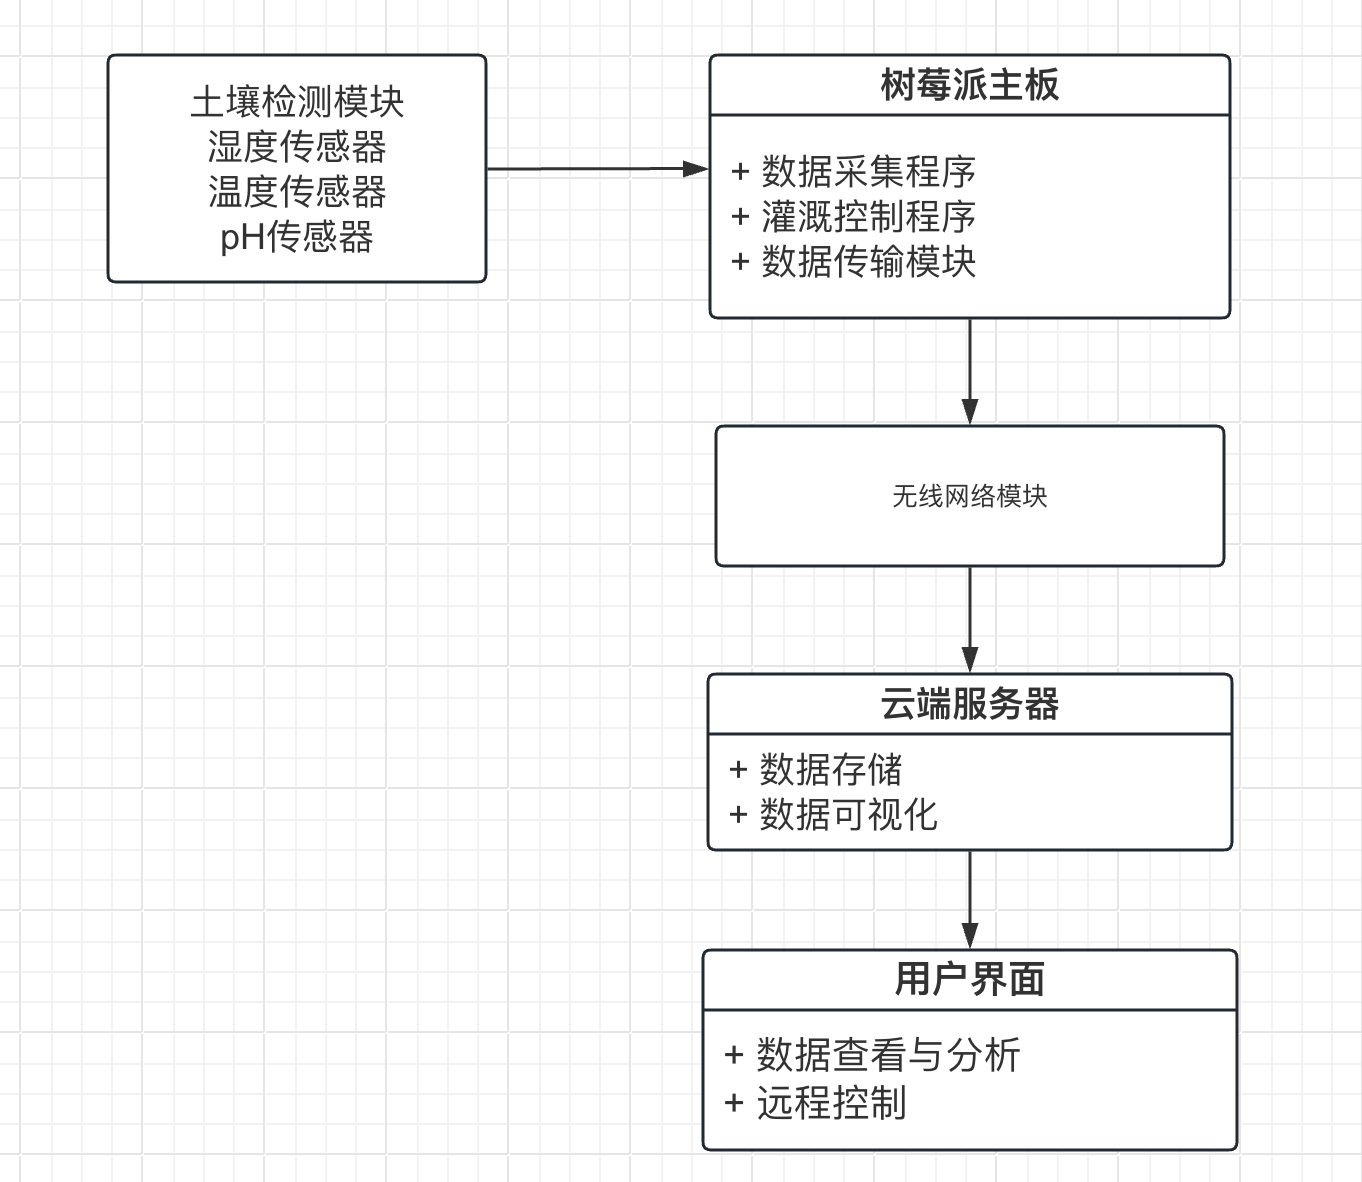 土壤检测模块
湿度传感器
温度传感器
pH传感器
树莓派主板
+ 数据采集程序
+ 灌溉控制程序
+ 数据传输模块
无线网络模块
云端服务器
+ 数据存储
+ 数据可视化
用户界面
+ 数据查看与分析
+ 远程控制